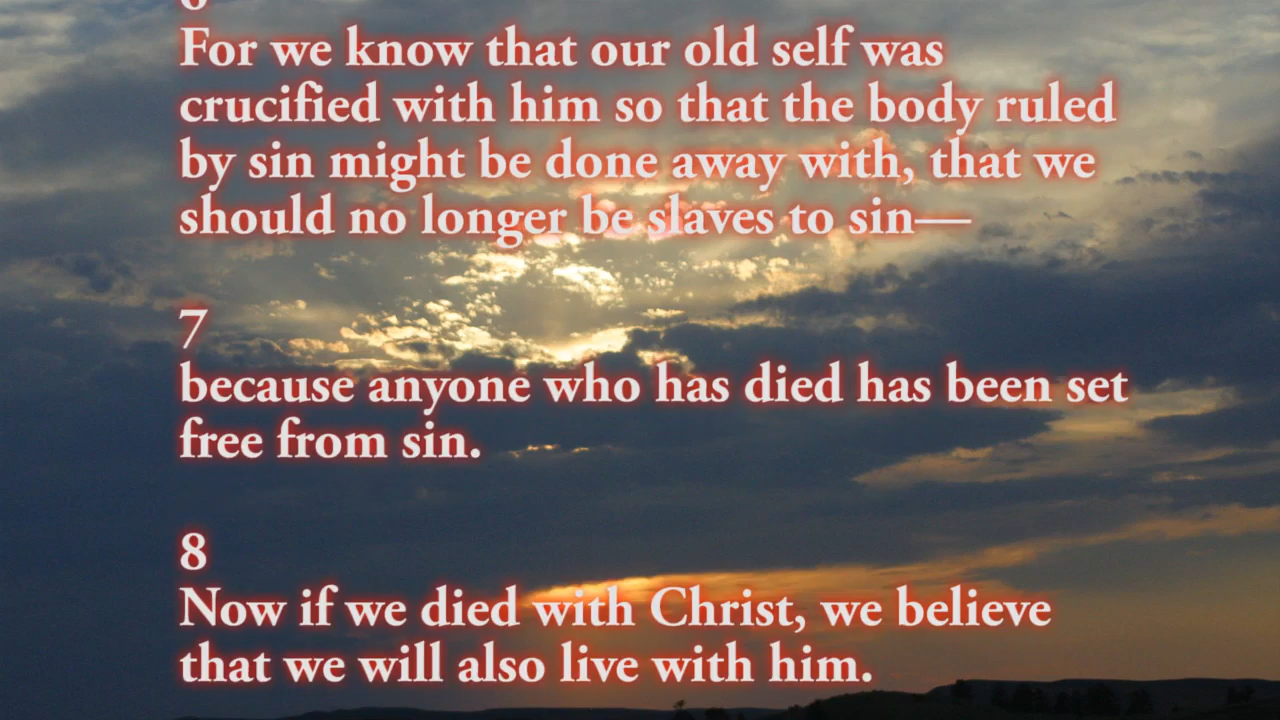 6
For we know that our old self was
crucified with him so that the body ruled
by sin might be done away with, that we
should no longer be slaves to sin—
7
because anyone who has died has been set
free from sin.
8
Now if we died with Christ, we believe
that we will also live with him.